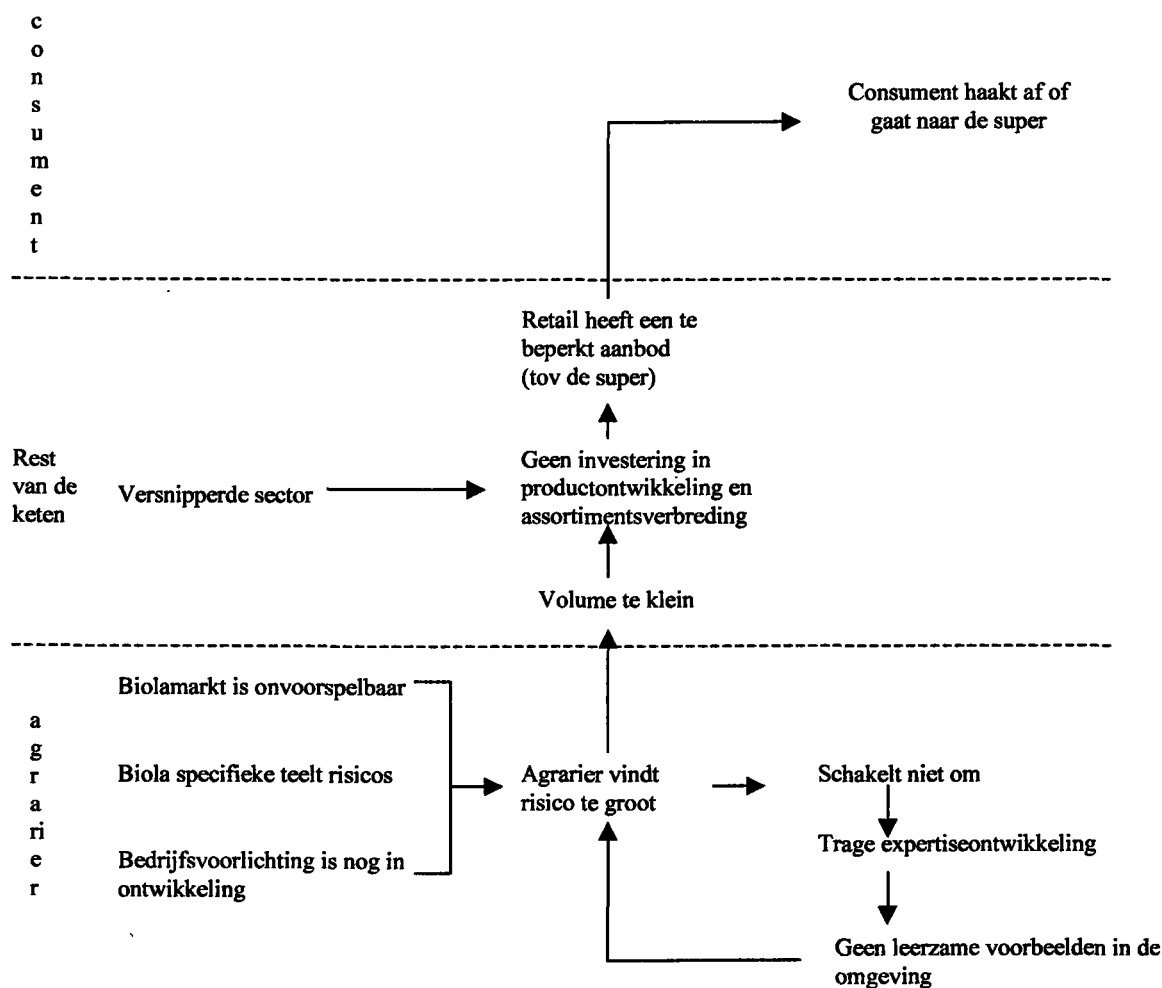 consument
Consument haakt af of
gaat naar de super
Retail heeft een te
beperkt aanbod
(tov de super)
Rest
van de
keten
Versnipperde sector
Geen investering in
productontwikkeling en
assortimentsverbreding
Volume te klein
agrarier
Biolamarkt is onvoorspelbaar
Biola specifieke teelt risicos
Bedrijfsvoorlichting is nog in
ontwikkeling
Agrarier vindt
risico te groot
Schakelt niet om
Trage expertiseontwikkeling
Geen leerzame voorbeelden in de
omgeving